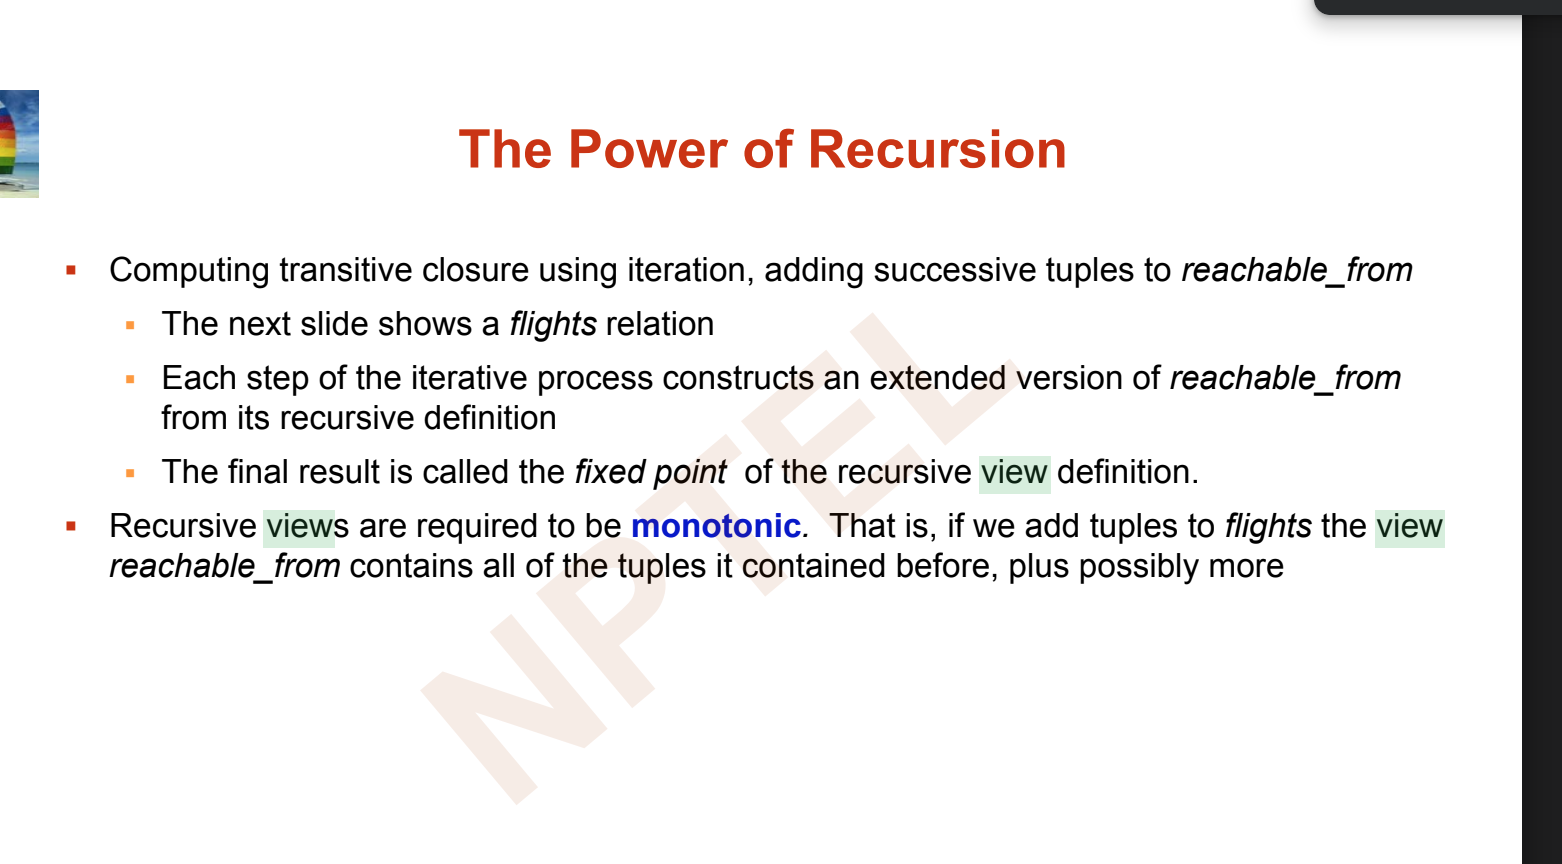 The Power of Recursion
▪ Computing transitive closure using iteration, adding successive tuples to reachable_from
▪ The next slide shows a flights relation
▪ Each step of the iterative process constructs an extended version of reachable_from
from its recursive definition
▪ The final result is called the fixed point of the recursive view definition.
▪ Recursive views are required to be monotonic. That is, if we add tuples to flights the view
reachable_from contains all of the tuples it contained before, plus possibly more
NPTEL